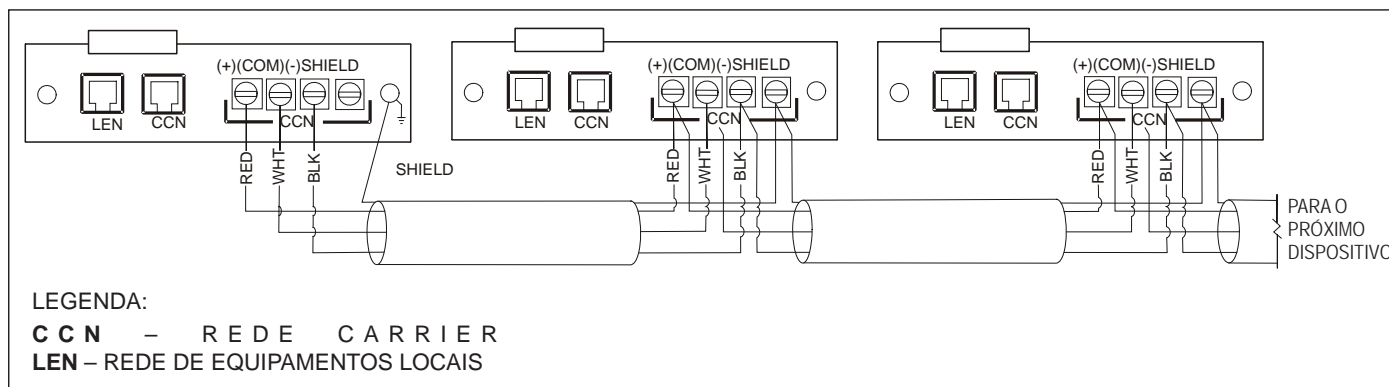 (+)(COM)(-)SHIELD
LEN
CCN
CCN
RED
WHT
BLK
SHIELD
(+)(COM)(-)SHIELD
LEN
CCN
CCN
RED
WHT
BLK
(+)(COM)(-)SHIELD
LEN
CCN
CCN
RED
WHT
BLK
PARA O
PRÓXIMO
DISPOSITIVO
LEGENDA:
CCN – REDE CARRIER
LEN – REDE DE EQUIPAMENTOS LOCAIS